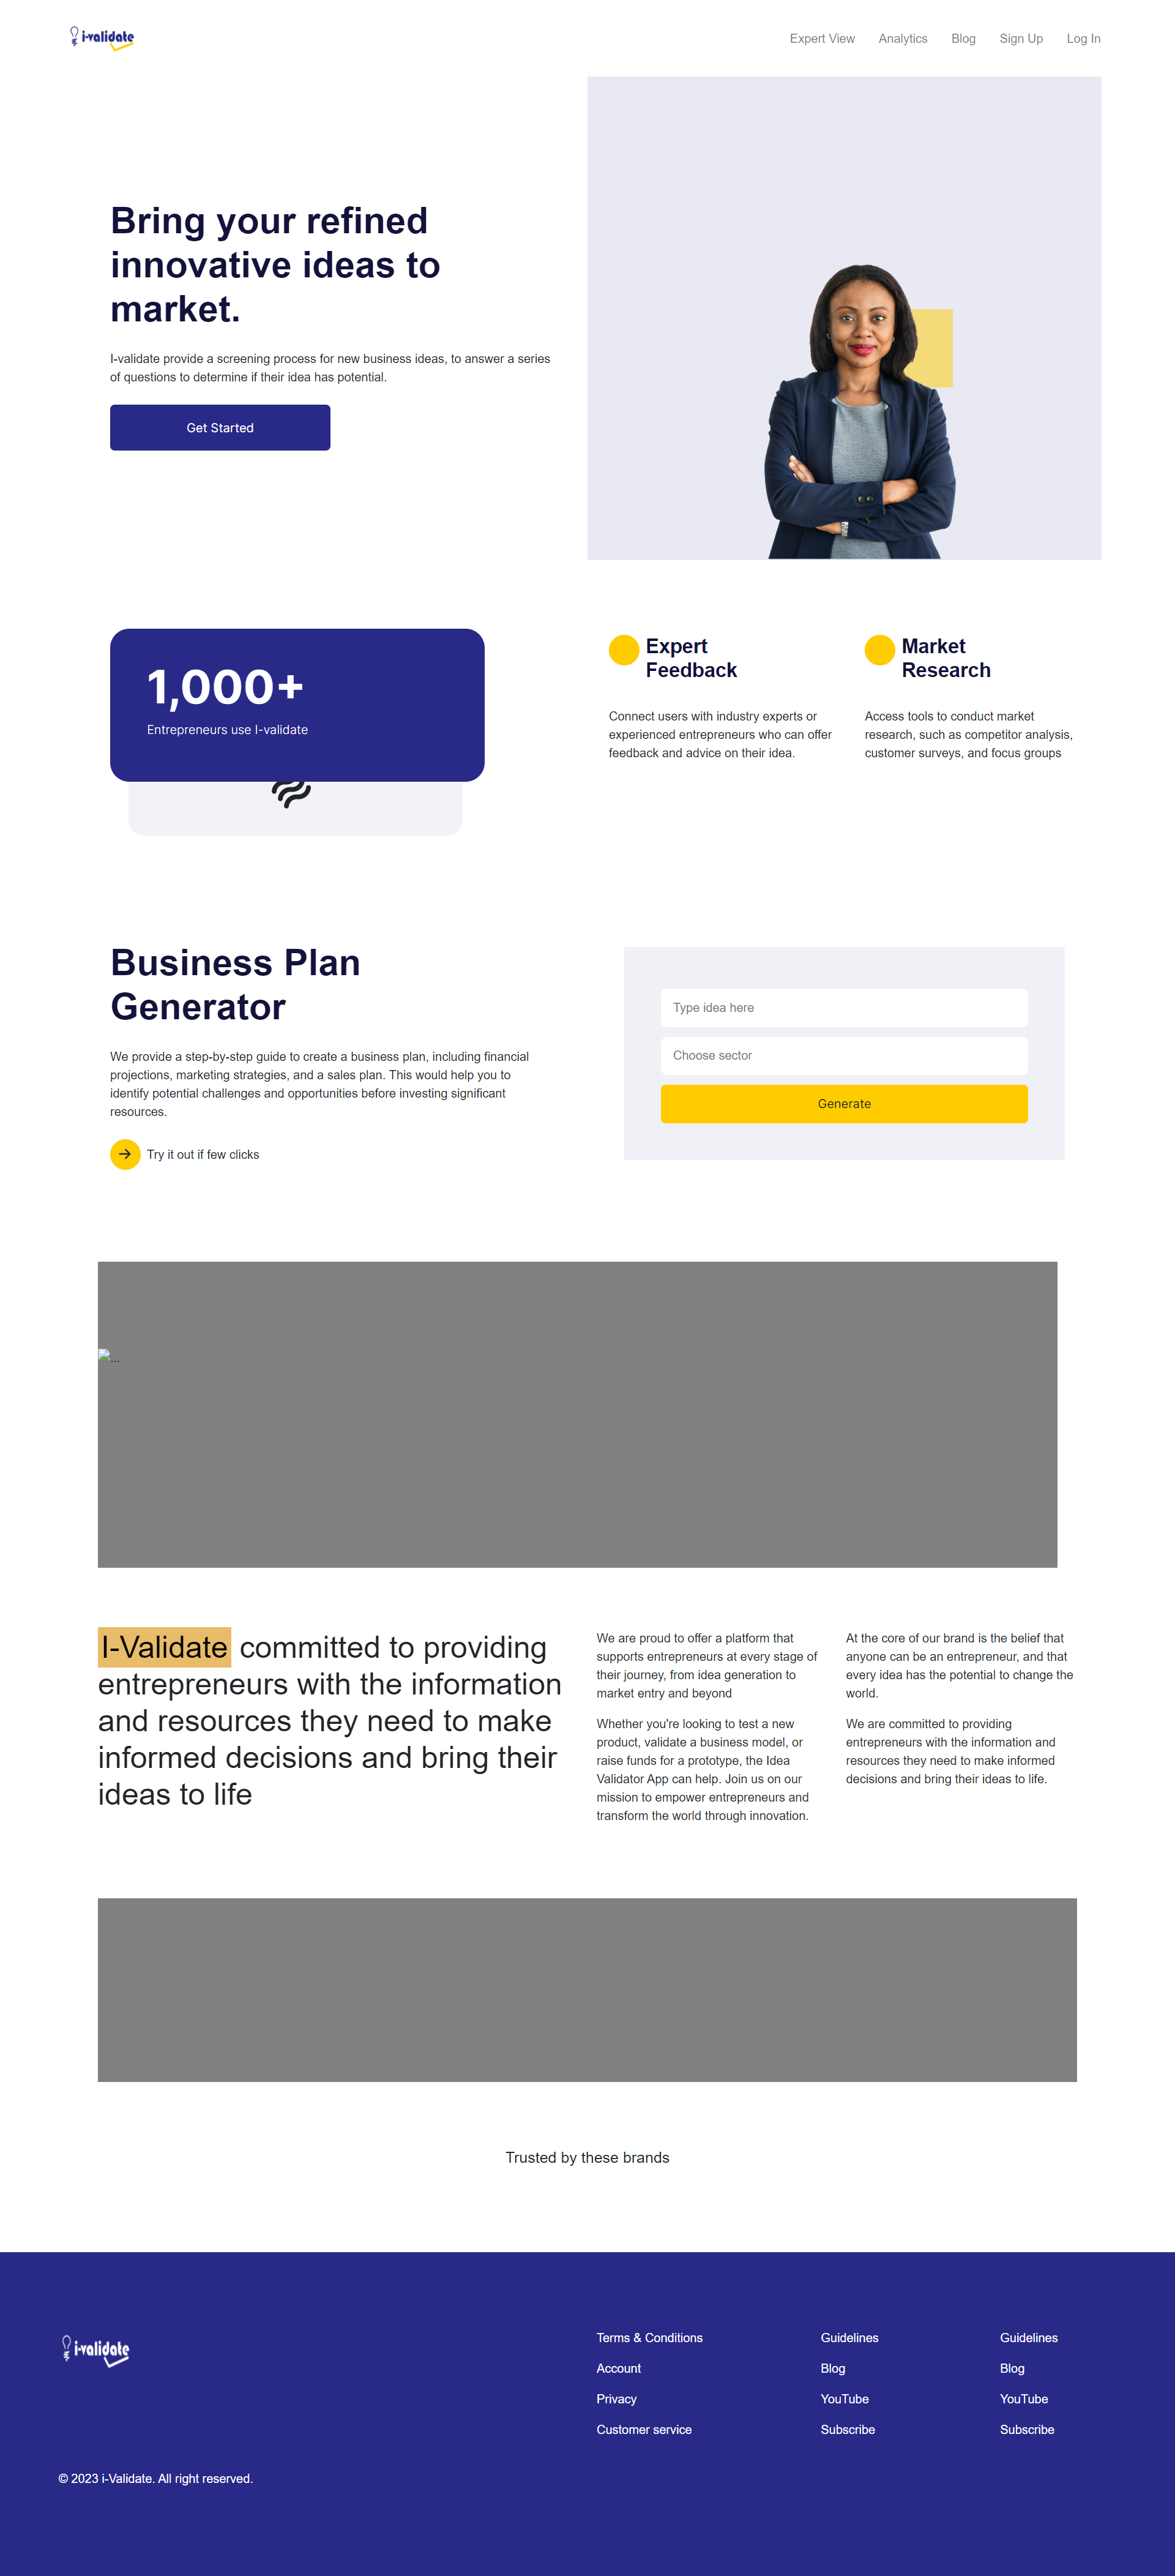 i-validate
Expert View
Analytics
Blog
Sign Up
Log In
Bring your refined
innovative ideas to
market.
I-validate provide a screening process for new business ideas, to answer a series
of questions to determine if their idea has potential.
Get Started
1,000+
Entrepreneurs use I-validate
Expert
Feedback
Connect users with industry experts or
experienced entrepreneurs who can offer
feedback and advice on their idea.
Market
Research
Access tools to conduct market
research, such as competitor analysis,
customer surveys, and focus groups
Business Plan
Generator
We provide a step-by-step guide to create a business plan, including financial
projections, marketing strategies, and a sales plan. This would help you to
identify potential challenges and opportunities before investing significant
resources.
Try it out if few clicks
Type idea here
Choose sector
Generate
...
I-Validate committed to providing
entrepreneurs with the information
and resources they need to make
informed decisions and bring their
ideas to life
We are proud to offer a platform that
supports entrepreneurs at every stage of
their journey, from idea generation to
market entry and beyond
Whether you're looking to test a new
product, validate a business model, or
raise funds for a prototype, the Idea
Validator App can help. Join us on our
mission to empower entrepreneurs and
transform the world through innovation.
At the core of our brand is the belief that
anyone can be an entrepreneur, and that
every idea has the potential to change the
world.
We are committed to providing
entrepreneurs with the information and
resources they need to make informed
decisions and bring their ideas to life.
Trusted by these brands
i-validate
Terms & Conditions
Account
Privacy
Customer service
Guidelines
Blog
YouTube
Subscribe
Guidelines
Blog
YouTube
Subscribe
© 2023 i-Validate. All right reserved.